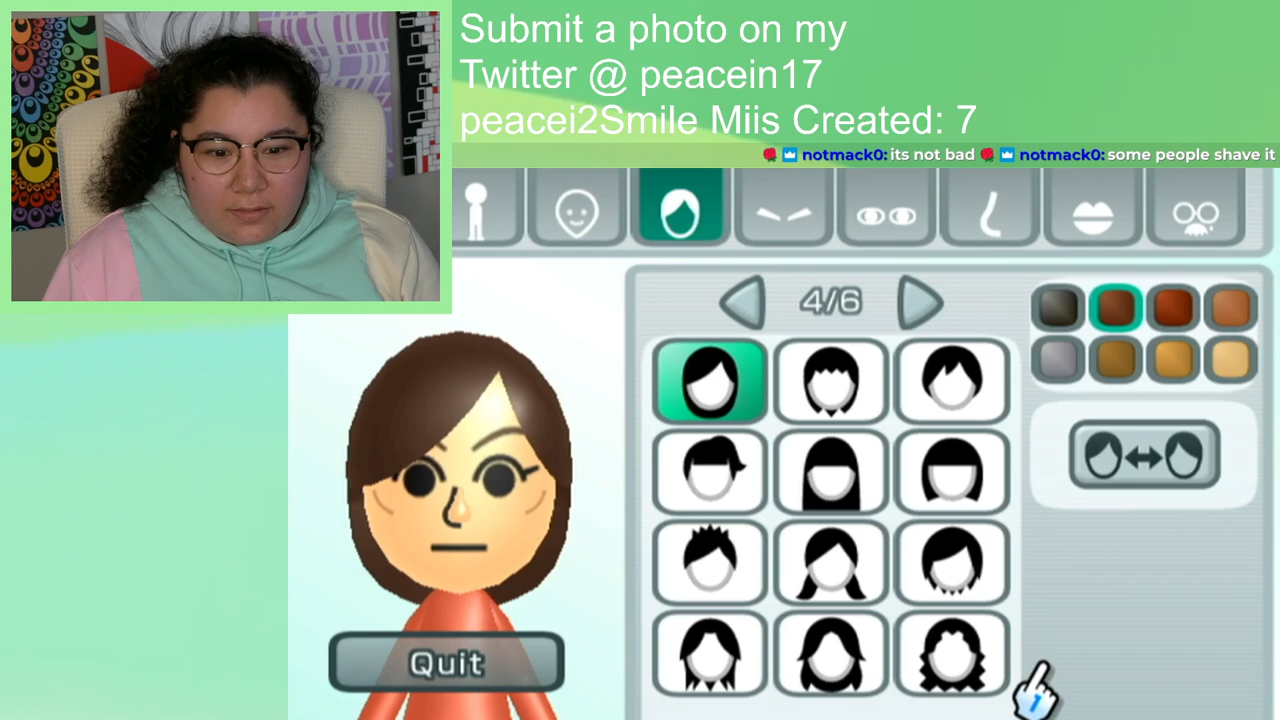 Submit a photo on my
Twitter @ peacein17
peacei2Smile Miis Created: 7
notmack0: its not bad notmack0: some people shave it
4/6
Quit
1